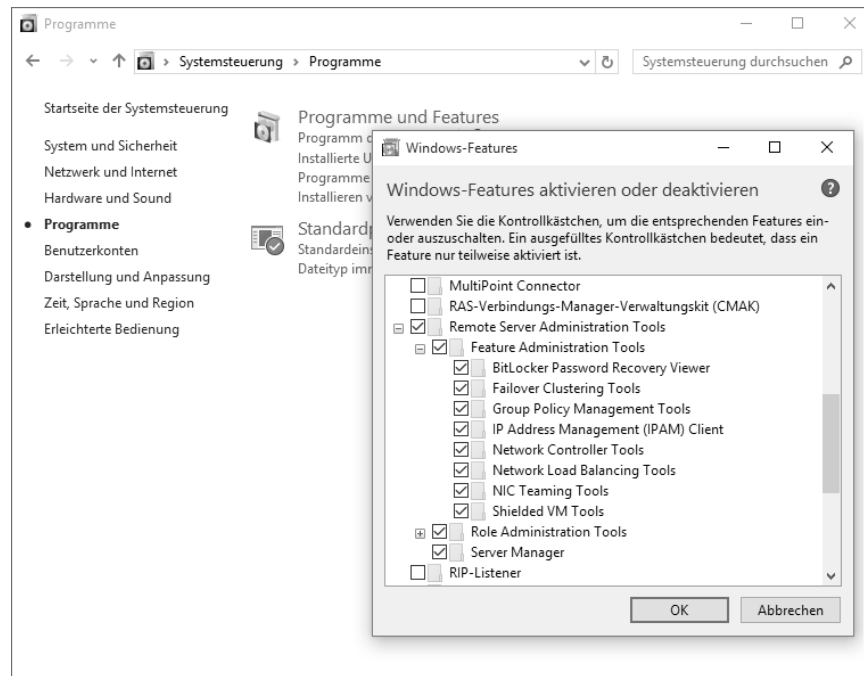 Programme
Systemsteuerung › Programme
Systemsteuerung durchsuchen
Startseite der Systemsteuerung
System und Sicherheit
Netzwerk und Internet
Hardware und Sound
Programme
Benutzerkonten
Darstellung und Anpassung
Zeit, Sprache und Region
Erleichterte Bedienung
Programme und Features
Programm
Installierte
Programme
Installieren
Windows-Features
Windows-Features aktivieren oder deaktivieren
Verwenden Sie die Kontrollkästchen, um die entsprechenden Features ein-
oder auszuschalten. Ein ausgefülltes Kontrollkästchen bedeutet, dass ein
Feature nur teilweise aktiviert ist.
MultiPoint Connector
RAS-Verbindungs-Manager-Verwaltungskit (CMAK)
Remote Server Administration Tools
Feature Administration Tools
BitLocker Password Recovery Viewer
Failover Clustering Tools
Group Policy Management Tools
IP Address Management (IPAM) Client
Network Controller Tools
Network Load Balancing Tools
NIC Teaming Tools
Shielded VM Tools
Role Administration Tools
Server Manager
RIP-Listener
OK
Abbrechen
Dateityp